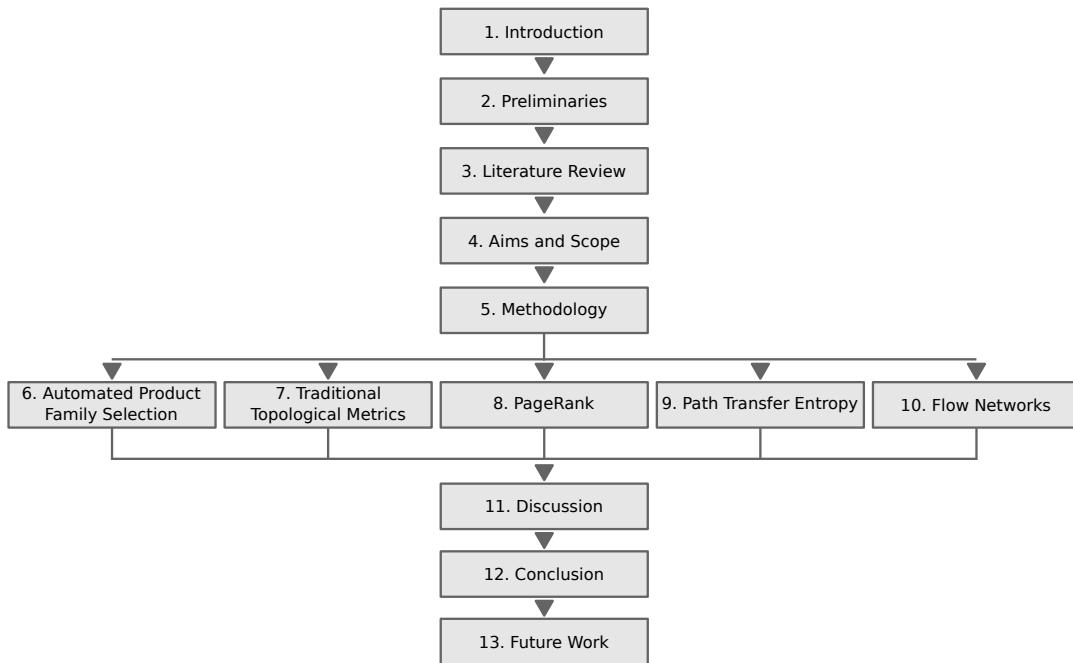 1. Introduction
2. Preliminaries
3. Literature Review
4. Aims and Scope
5. Methodology
6. Automated Product
Family Selection
7. Traditional
Topological Metrics
8. PageRank
9. Path Transfer Entropy
10. Flow Networks
11. Discussion
12. Conclusion
13. Future Work